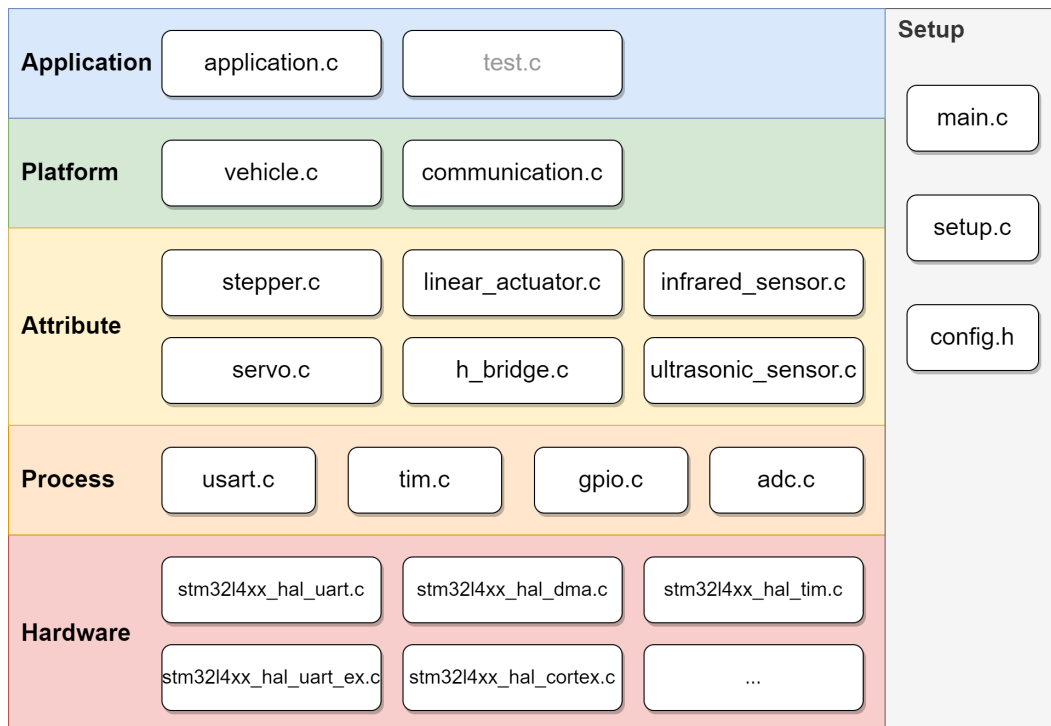 Application
application.c
test.c
Platform
vehicle.c
communication.c
Attribute
stepper.c
linear_actuator.c
infrared_sensor.c
servo.c
h_bridge.c
ultrasonic_sensor.c
Process
usart.c
tim.c
gpio.c
adc.c
Hardware
stm32l4xx_hal_uart.c
stm32l4xx_hal_dma.c
stm32l4xx_hal_tim.c
stm32l4xx_hal_uart_ex.c
stm32l4xx_hal_cortex.c
...
Setup
main.c
setup.c
config.h